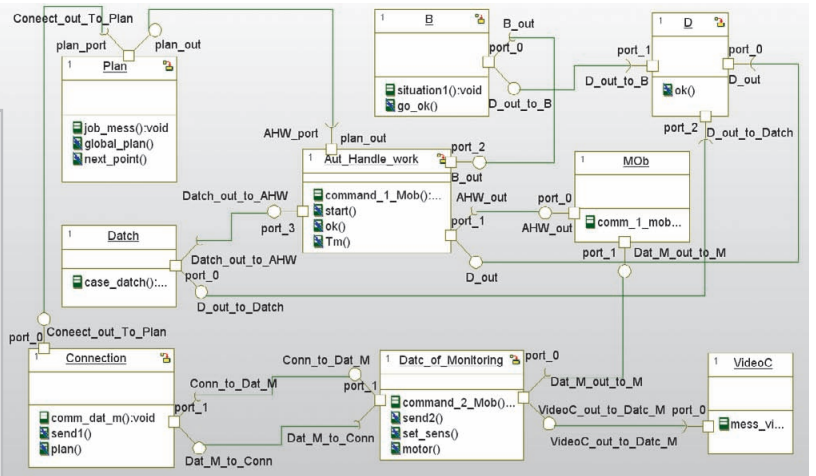 Coneect_out_To_Plan
plan_port
plan_out
1 Plan
job_mess():void
global_plan()
next_point()
1 B
B_out
port_0
situation1():void
go_ok()
D_out_to_B
1 D
port_1
port_0
D_out_to_B
D_out
ok()
port_2
D_out_to_Datch
AHW_port
plan_out
1 Aut_Handle_work
port_2
B_out
command_1_Mob():...
start()
ok()
Tm()
AHW_out
port_1
D_out
1 MOb
port_0
AHW_out
comm_1_mob...
port_1
Dat_M_out_to_M
Datch_out_to_AHW
port_3
1 Datch
Datch_out_to_AHW
port_0
case_datch():...
D_out_to_Datch
port_0
Coneect_out_To_Plan
1 Connection
comm_dat_m():void
send1()
plan()
port_1
Conn_to_Dat_M
Dat_M_to_Conn
Conn_to_Dat_M
port_1
Dat_M_to_Conn
1 Datc_of_Monitoring
port_0
command_2_Mob()...
send2()
set_sens()
motor()
Dat_M_out_to_M
VideoC_out_to_Datc_M
port_0
VideoC_out_to_Datc_M
1 VideoC
mess_vi...